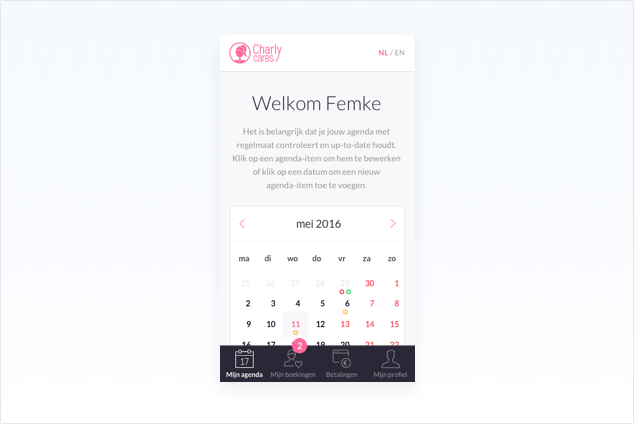 Charly
cares
NL / EN
Welkom Femke
Het is belangrijk dat je jouw agenda met
regelmaat controleert en up-to-date houdt.
Klik op een agenda-item om hem te bewerken
of klik op een datum om een nieuw
agenda-item toe te voegen.
mei 2016
ma di wo do vr za zo
25 26 27 28 29 30 1
2 3 4 5 6 7 8
9 10 11 12 13 14 15
16 17 19 20 21 22
2
17
Mijn agenda Mijn boekingen Betalingen Mijn profiel